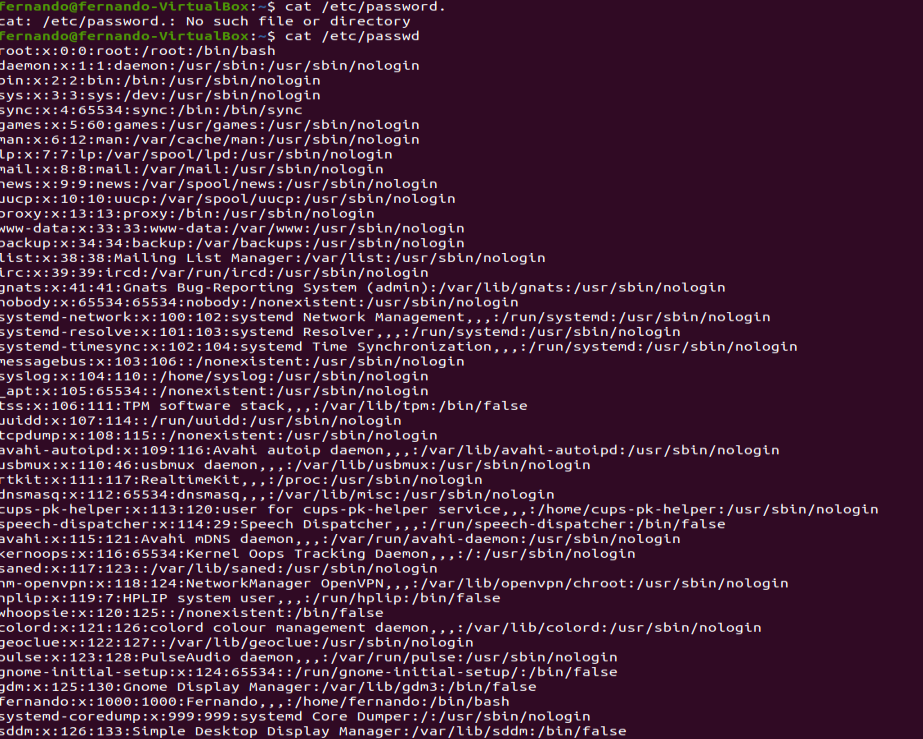 fernando@fernando-VirtualBox:~$ cat /etc/password.
cat: /etc/password.: No such file or directory
fernando@fernando-VirtualBox:~$ cat /etc/passwd
root:x:0:0:root:/root:/bin/bash
daemon:x:1:1:daemon:/usr/sbin:/usr/sbin/nologin
bin:x:2:2:bin:/bin:/usr/sbin/nologin
sys:x:3:3:sys:/dev:/usr/sbin/nologin
sync:x:4:65534:sync:/bin:/bin/sync
games:x:5:60:games:/usr/games:/usr/sbin/nologin
man:x:6:12:man:/var/cache/man:/usr/sbin/nologin
lp:x:7:7:lp:/var/spool/lpd:/usr/sbin/nologin
mail:x:8:8:mail:/var/mail:/usr/sbin/nologin
news:x:9:9:news:/var/spool/news:/usr/sbin/nologin
uucp:x:10:10:uucp:/var/spool/uucp:/usr/sbin/nologin
proxy:x:13:13:proxy:/bin:/usr/sbin/nologin
www-data:x:33:33:www-data:/var/www:/usr/sbin/nologin
backup:x:34:34:backup:/var/backups:/usr/sbin/nologin
list:x:38:38:Mailing List Manager:/var/list:/usr/sbin/nologin
irc:x:39:39:ircd:/var/run/ircd:/usr/sbin/nologin
gnats:x:41:41:Gnats Bug-Reporting System (admin):/var/lib/gnats:/usr/sbin/nologin
nobody:x:65534:65534:nobody:/nonexistent:/usr/sbin/nologin
systemd-network:x:100:102:systemd Network Management,,,:/run/systemd:/usr/sbin/nologin
systemd-resolve:x:101:103:systemd Resolver,,,:/run/systemd:/usr/sbin/nologin
systemd-timesync:x:102:104:systemd Time Synchronization,,,:/run/systemd:/usr/sbin/nologin
messagebus:x:103:106::/nonexistent:/usr/sbin/nologin
syslog:x:104:110::/home/syslog:/usr/sbin/nologin
_apt:x:105:65534::/nonexistent:/usr/sbin/nologin
tss:x:106:111:TPM software stack,,,:/var/lib/tpm:/bin/false
uuidd:x:107:114::/run/uuidd:/usr/sbin/nologin
tcpdump:x:108:115::/nonexistent:/usr/sbin/nologin
avahi-autoipd:x:109:116:Avahi autoip daemon,,,:/var/lib/avahi-autoipd:/usr/sbin/nologin
usbmux:x:110:46:usbmux daemon,,,:/var/lib/usbmux:/usr/sbin/nologin
rtkit:x:111:117:RealtimeKit,,,:/proc:/usr/sbin/nologin
dnsmasq:x:112:65534:dnsmasq,,,:/var/lib/misc:/usr/sbin/nologin
cups-pk-helper:x:113:120:user for cups-pk-helper service,,,:/home/cups-pk-helper:/usr/sbin/nologin
speech-dispatcher:x:114:29:Speech Dispatcher,,,:/run/speech-dispatcher:/bin/false
avahi:x:115:121:Avahi mDNS daemon,,,:/var/run/avahi-daemon:/usr/sbin/nologin
kernoops:x:116:65534:Kernel Oops Tracking Daemon,,,:/:/usr/sbin/nologin
saned:x:117:123::/var/lib/saned:/usr/sbin/nologin
nm-openvpn:x:118:124:NetworkManager OpenVPN,,,:/var/lib/openvpn/chroot:/usr/sbin/nologin
hplip:x:119:7:HPLIP system user,,,:/run/hplip:/bin/false
whoopsie:x:120:125::/nonexistent:/bin/false
colord:x:121:126:colord colour management daemon,,,:/var/lib/colord:/usr/sbin/nologin
geoclue:x:122:127::/var/lib/geoclue:/usr/sbin/nologin
pulse:x:123:128:PulseAudio daemon,,,:/var/run/pulse:/usr/sbin/nologin
gnome-initial-setup:x:124:65534::/run/gnome-initial-setup/:/bin/false
gdm:x:125:130:Gnome Display Manager:/var/lib/gdm3:/bin/false
fernando:x:1000:1000:Fernando,,,:/home/fernando:/bin/bash
systemd-coredump:x:999:999:systemd Core Dumper:/:/usr/sbin/nologin
sddm:x:126:133:Simple Desktop Display Manager:/var/lib/sddm:/bin/false